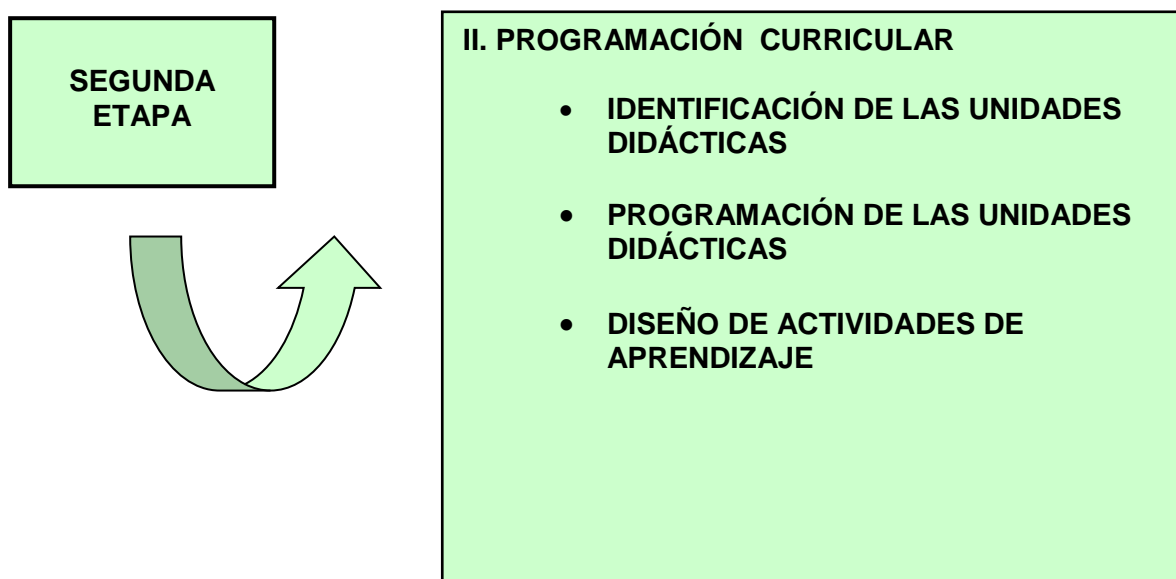 SEGUNDA
ETAPA
II. PROGRAMACIÓN CURRICULAR
• IDENTIFICACIÓN DE LAS UNIDADES
DIDÁCTICAS
• PROGRAMACIÓN DE LAS UNIDADES
DIDÁCTICAS
• DISEÑO DE ACTIVIDADES DE
APRENDIZAJE